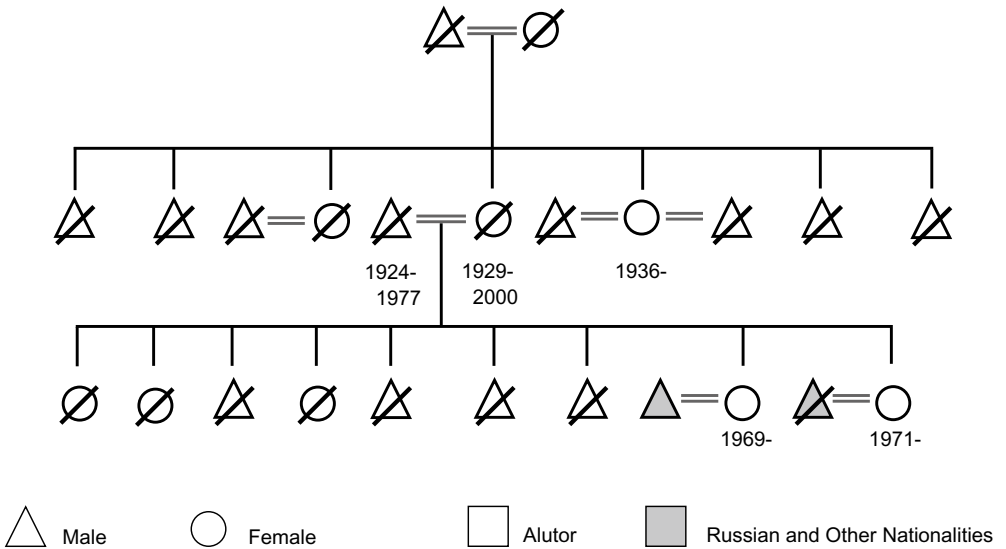 1924-
1977
1929-
2000
1936-
1969-
1971-
Male
Female
Alutor
Russian and Other Nationalities